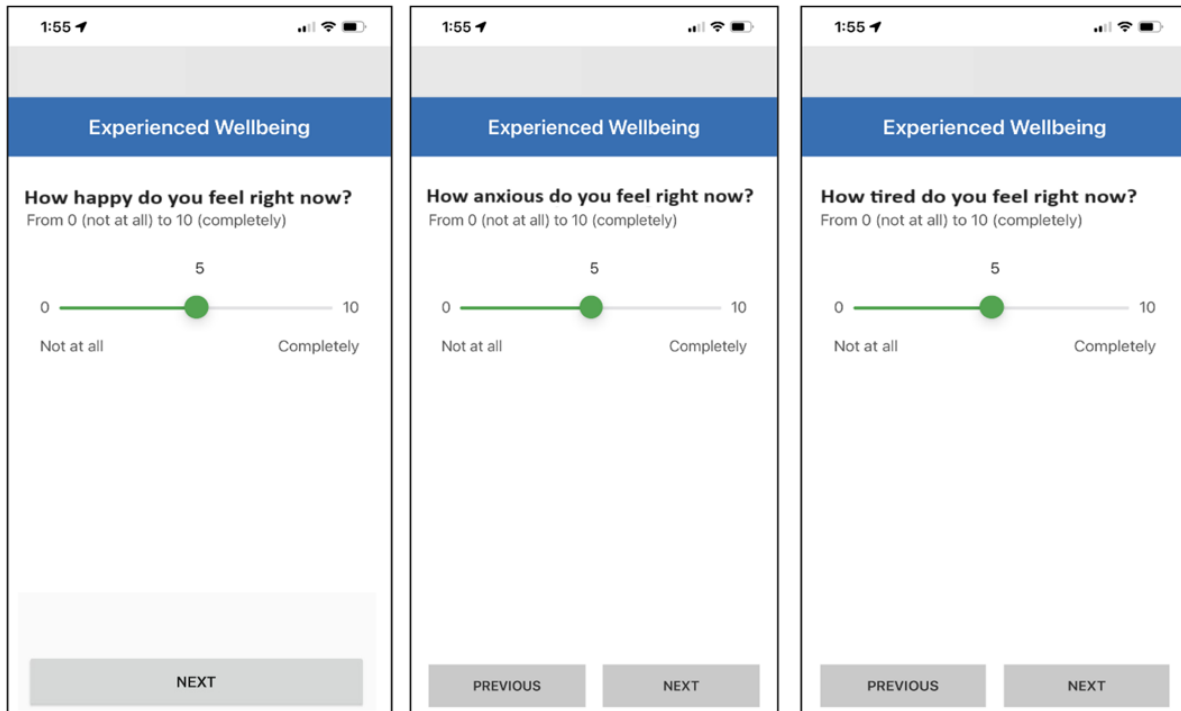 1:55
Experienced Wellbeing
How happy do you feel right now?
From 0 (not at all) to 10 (completely)
5
0
10
Not at all
Completely
NEXT
1:55
Experienced Wellbeing
How anxious do you feel right now?
From 0 (not at all) to 10 (completely)
5
0
10
Not at all
Completely
PREVIOUS
NEXT
1:55
Experienced Wellbeing
How tired do you feel right now?
From 0 (not at all) to 10 (completely)
5
0
10
Not at all
Completely
PREVIOUS
NEXT